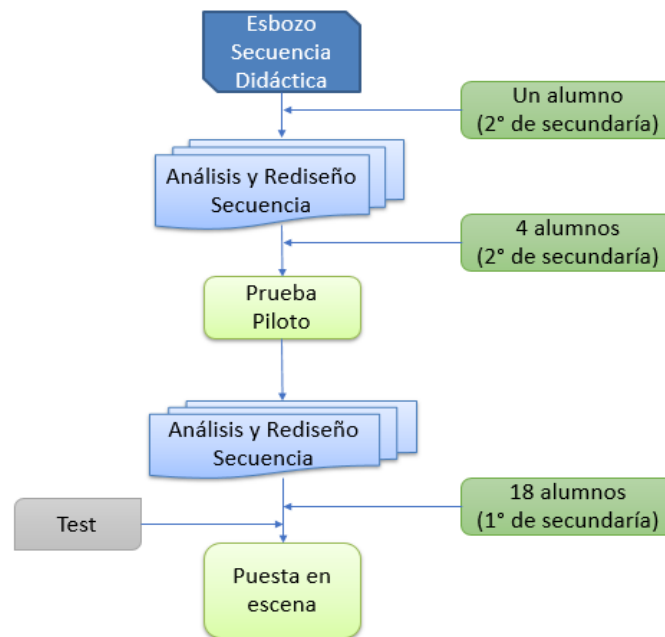 Esbozo
Secuencia
Didáctica
Un alumno
(2° de secundaría)
Análisis y Rediseño
Secuencia
4 alumnos
(2° de secundaría)
Prueba
Piloto
Análisis y Rediseño
Secuencia
18 alumnos
(1° de secundaría)
Test
Puesta en
escena